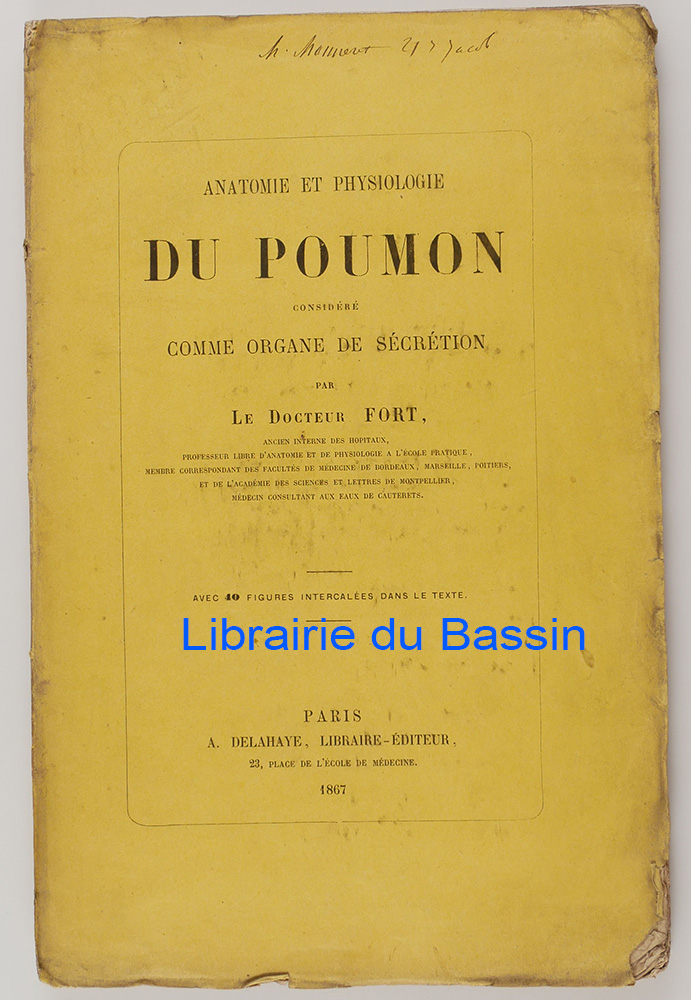 ANATOMIE ET PHYSIOLOGIE
DU POUMON
CONSIDÉRÉ
COMME ORGANE DE SÉCRÉTION
PAR
LE DOCTEUR FORT,
ANCIEN INTERNE DES HOPITAUX,
PROFESSEUR LIBRE D'ANATOMIE ET DE PHYSIOLOGIE A L'ÉCOLE PRATIQUE,
MEMBRE CORRESPONDANT DES FACULTÉS DE MÉDECINE DE BORDEAUX, MARSEILLE, POITIERS,
ET DE L'ACADÉMIE DES SCIENCES ET LETTRES DE MONTPELLIER,
MÉDECIN CONSULTANT AUX EAUX DE CAUTERETS.
AVEC 40 FIGURES INTERCALÉES DANS LE TEXTE.
Librairie du Bassin
PARIS
A. DELAHAYE, LIBRAIRE-ÉDITEUR,
23, PLACE DE L'ÉCOLE DE MÉDECINE.
1867